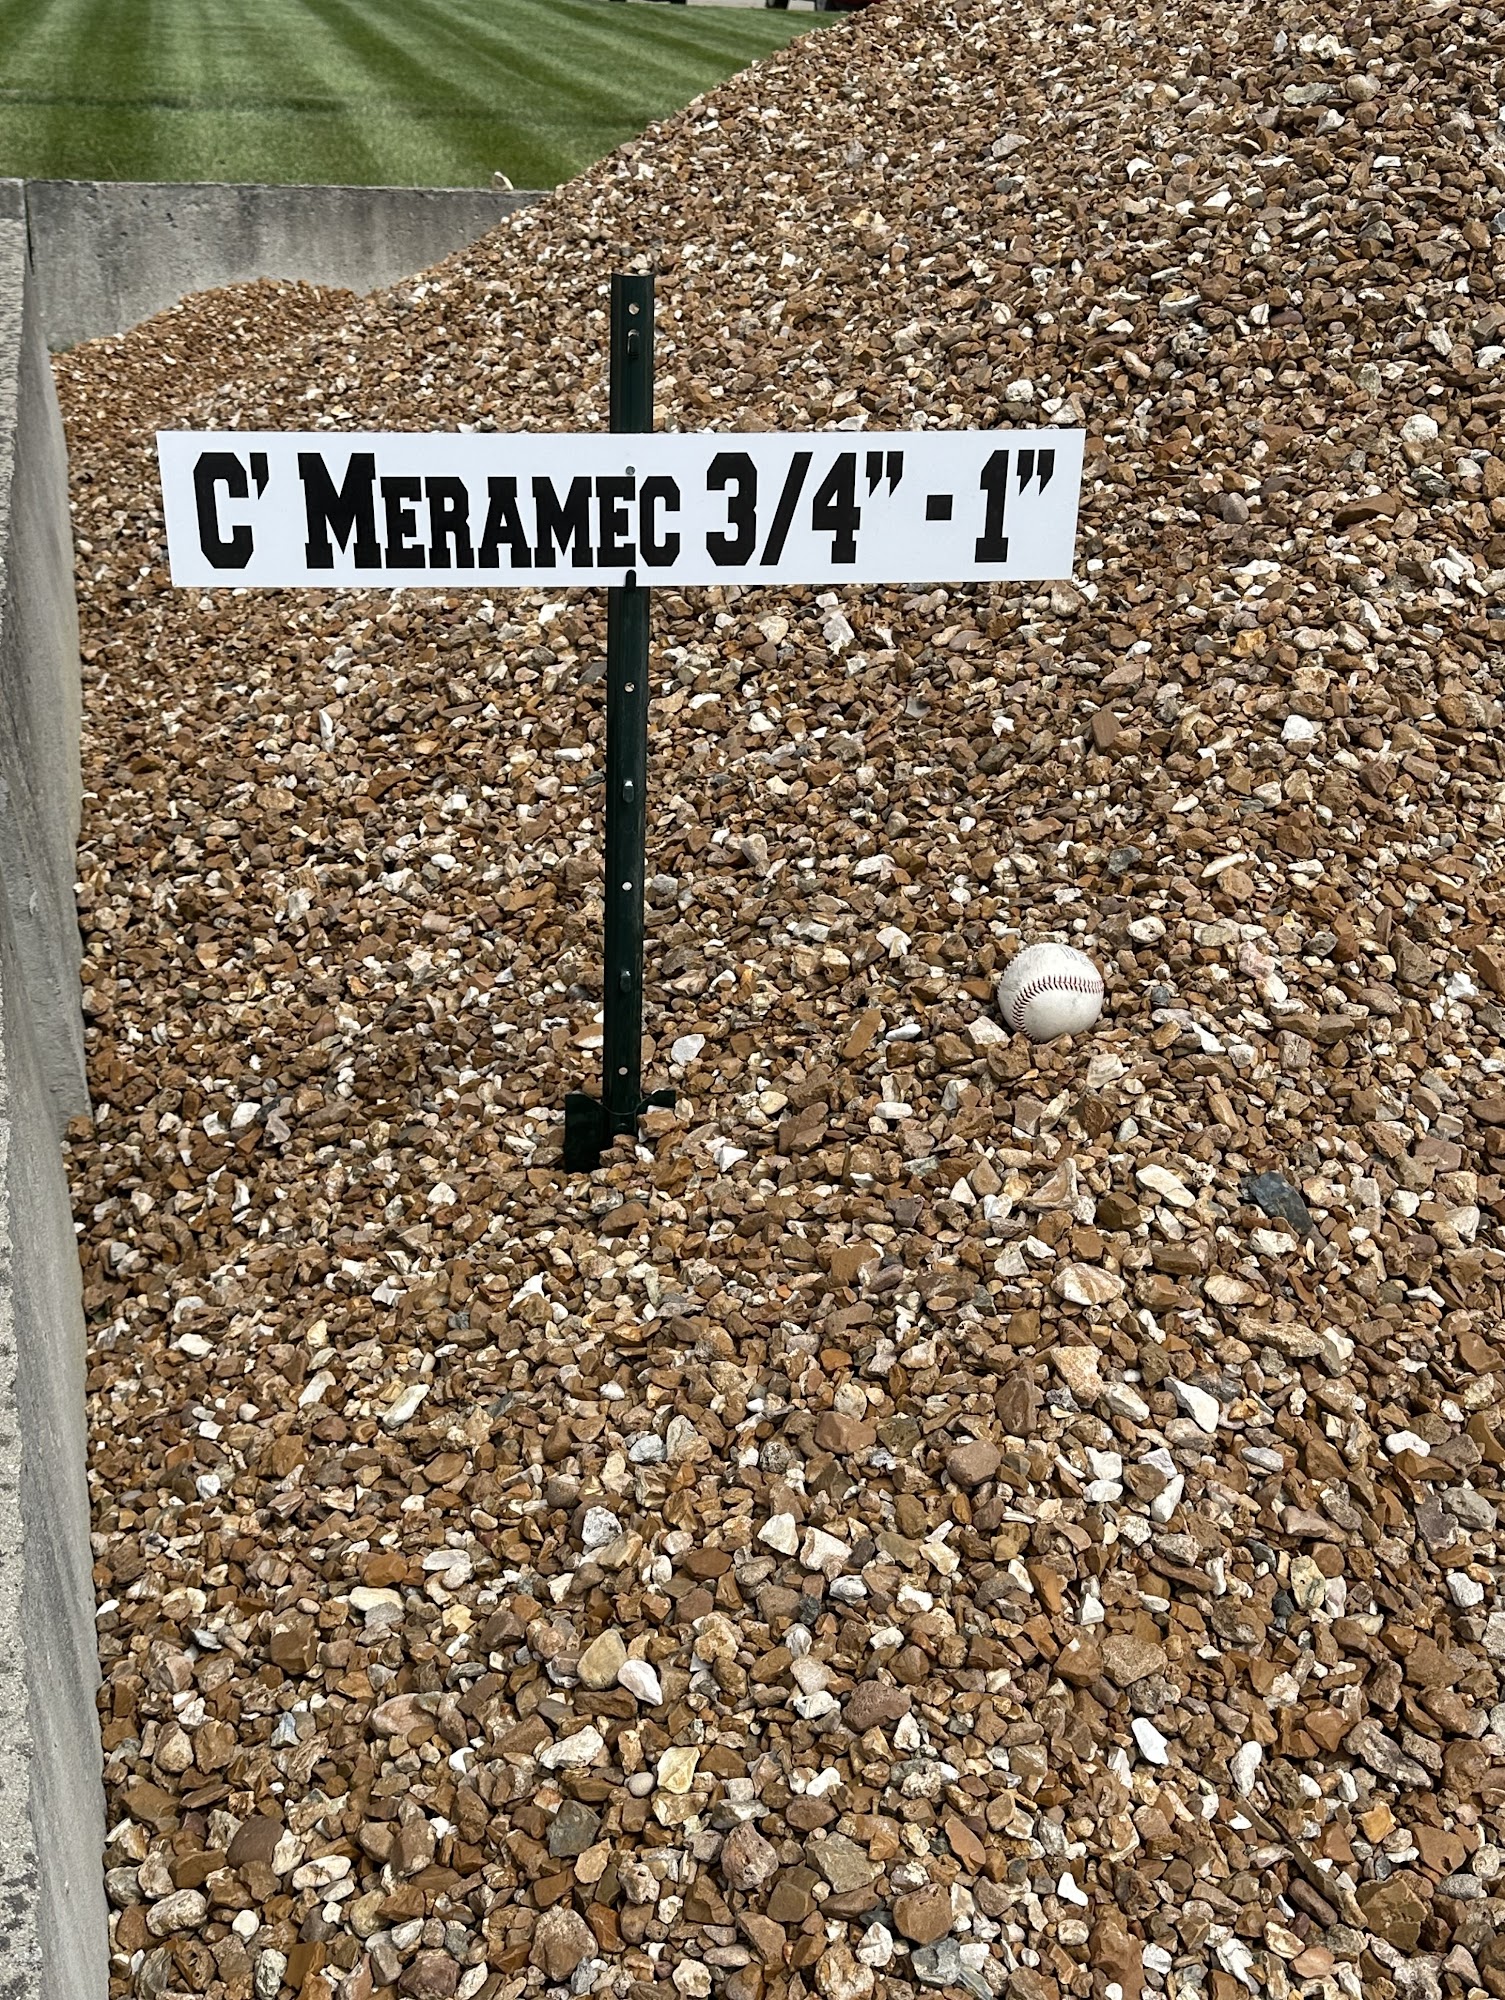 C' Meramec 3/4” - 1”